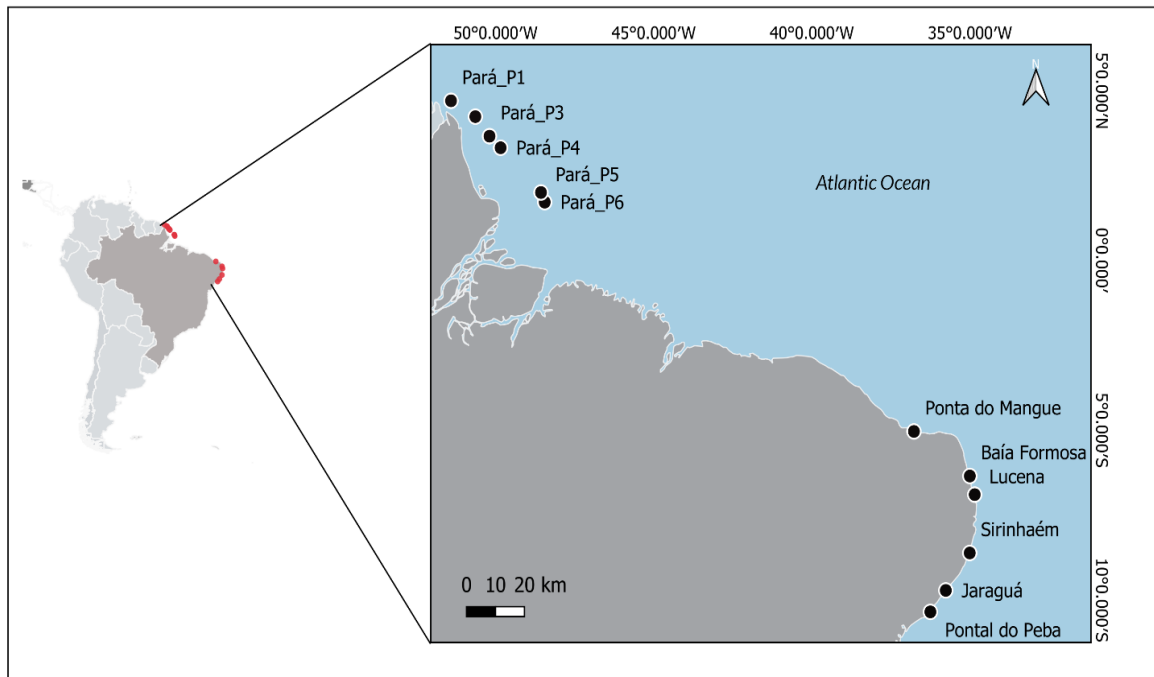 50°0.000′W 45°0.000′W 40°0.000′W 35°0.000′W
5°0.000′N
N
Pará_P1
Pará_P3
Pará_P4
Pará_P5
Pará_P6
Atlantic Ocean
0°0.000′
Ponta do Mangue
5°0.000′S
Baía Formosa
Lucena
Sirinhaém
0 10 20 km
Jaraguá
10°0.000′S
Pontal do Peba